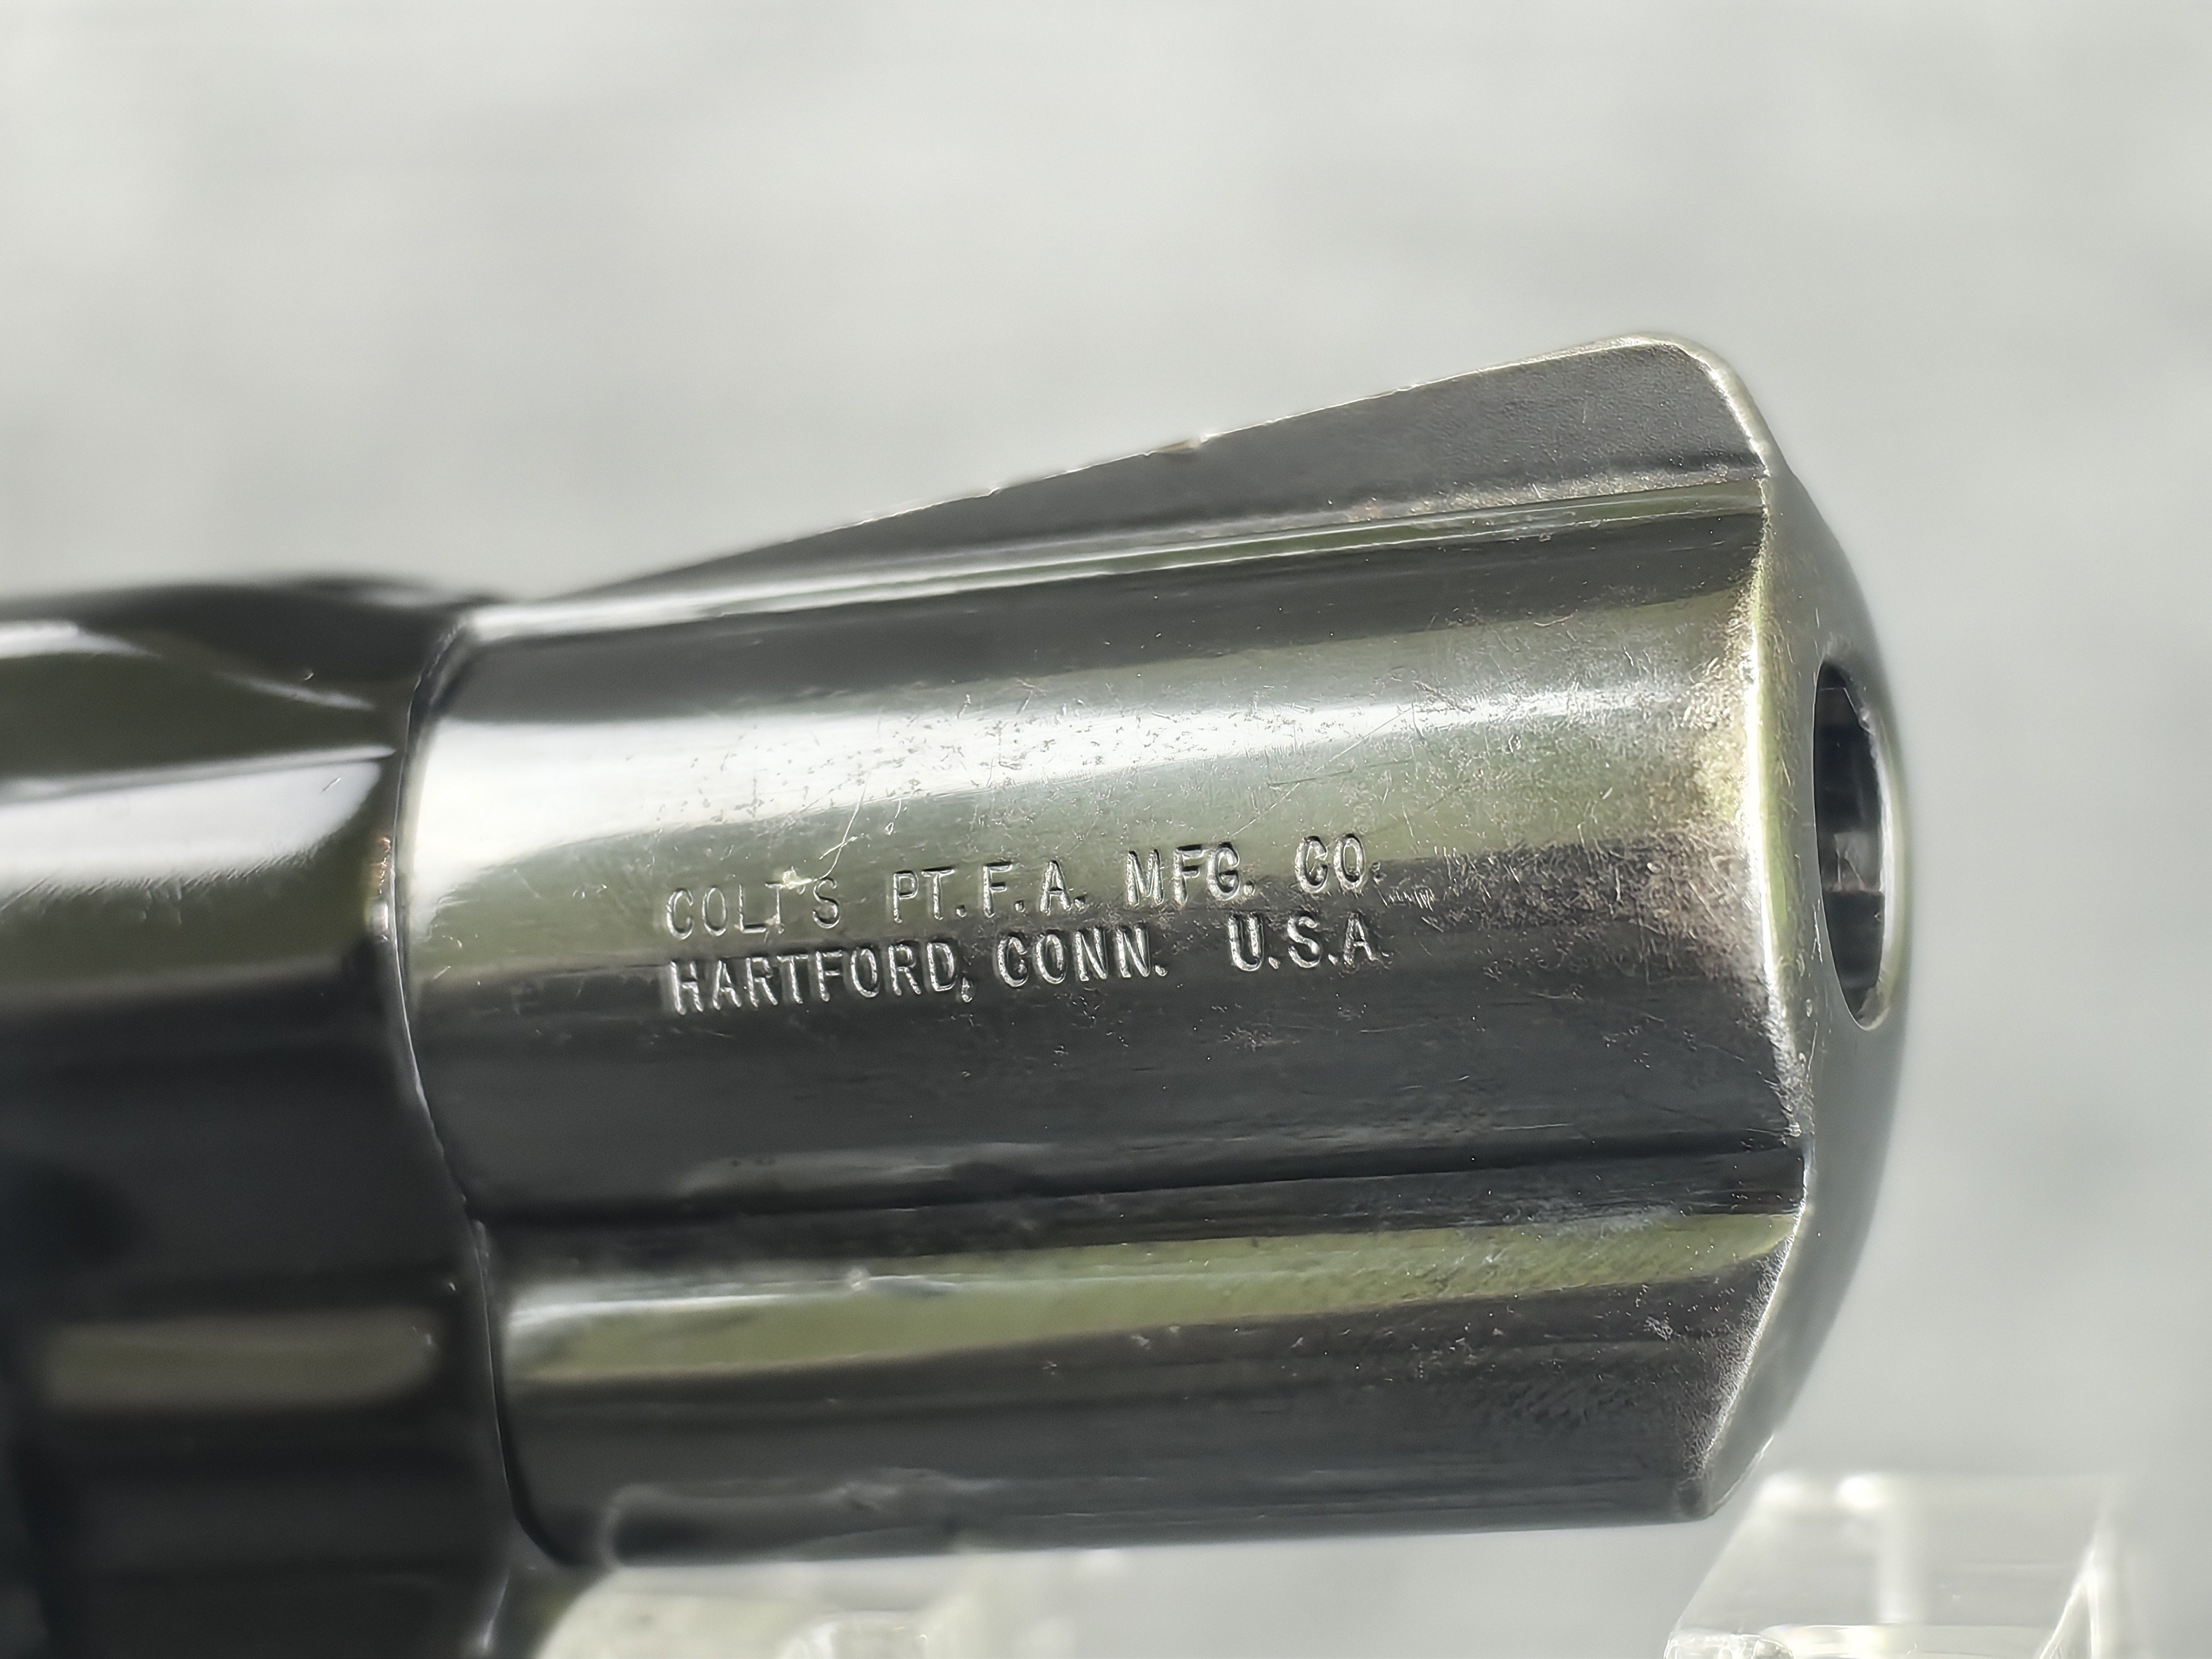 COLT'S PT. F. A. MFG. CO.
HARTFORD, CONN. U.S.A.